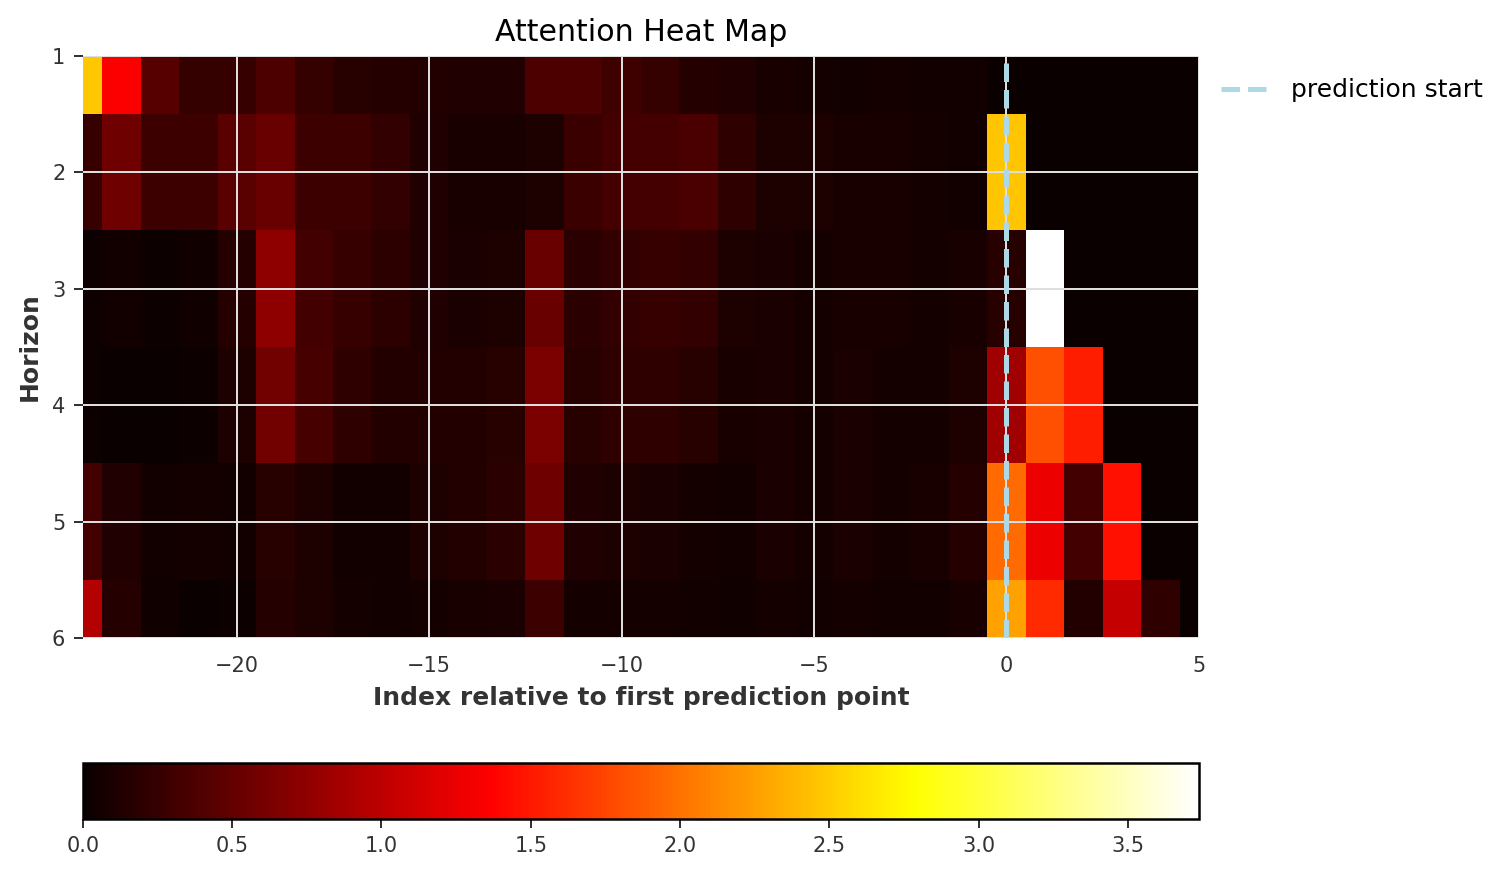 Attention Heat Map
prediction start
Horizon
1
2
3
4
5
6
−20 −15 −10 −5 0 5
Index relative to first prediction point
0.0 0.5 1.0 1.5 2.0 2.5 3.0 3.5